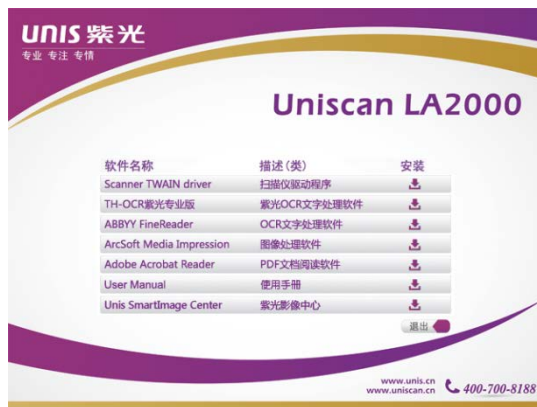 UNIS 紫光
专业 专注 专情
Uniscan LA2000
软件名称 描述(类) 安装
Scanner TWAIN driver 扫描仪驱动程序
TH-OCR紫光专业版 紫光OCR文字处理软件
ABBYY FineReader OCR文字处理软件
ArcSoft Media Impression 图像处理软件
Adobe Acrobat Reader PDF文档阅读软件
User Manual 使用手册
Unis SmartImage Center 紫光影像中心
退出
www.unis.cn
www.uniscan.cn 400-700-8188